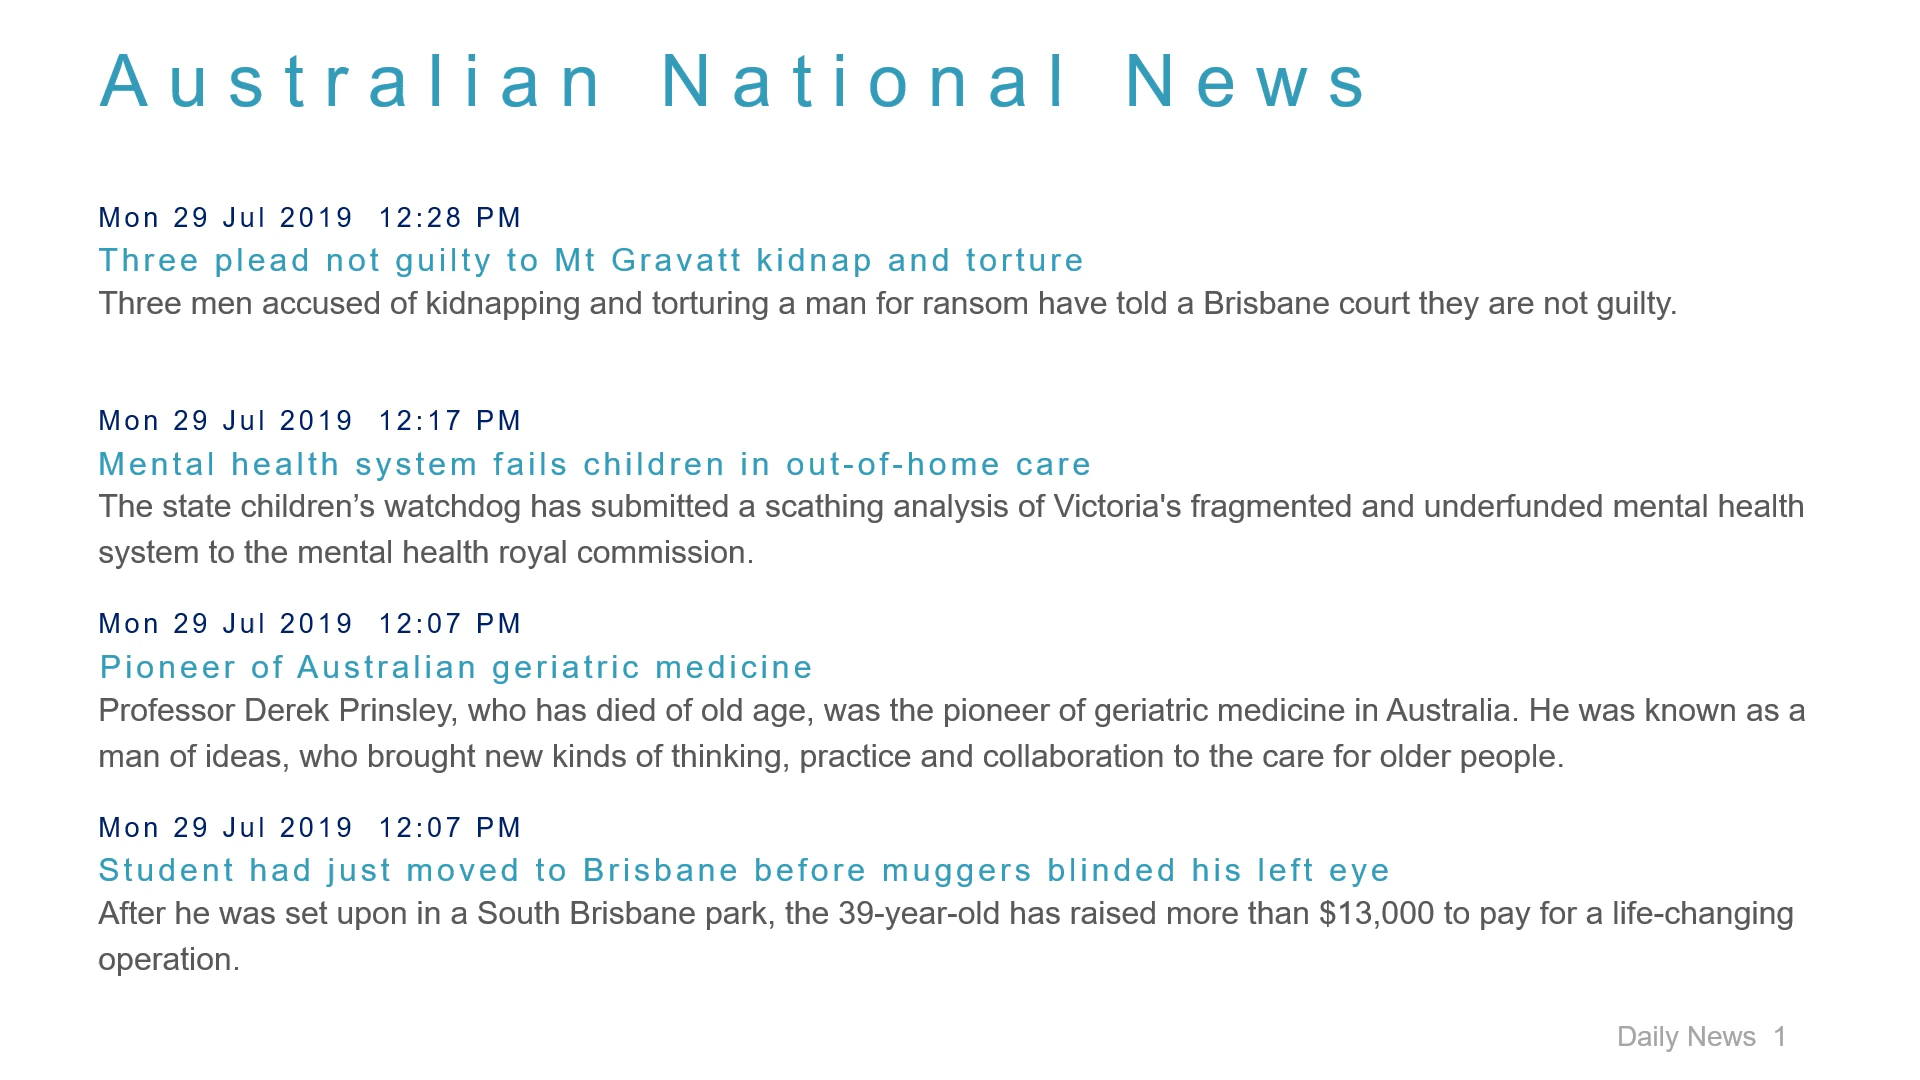 Australian National News
Mon 29 Jul 2019  12:28 PM
Three plead not guilty to Mt Gravatt kidnap and torture
Three men accused of kidnapping and torturing a man for ransom have told a Brisbane court they are not guilty.
Mon 29 Jul 2019  12:17 PM
Mental health system fails children in out-of-home care
The state children’s watchdog has submitted a scathing analysis of Victoria's fragmented and underfunded mental health
system to the mental health royal commission.
Mon 29 Jul 2019  12:07 PM
Pioneer of Australian geriatric medicine
Professor Derek Prinsley, who has died of old age, was the pioneer of geriatric medicine in Australia. He was known as a
man of ideas, who brought new kinds of thinking, practice and collaboration to the care for older people.
Mon 29 Jul 2019  12:07 PM
Student had just moved to Brisbane before muggers blinded his left eye
After he was set upon in a South Brisbane park, the 39-year-old has raised more than $13,000 to pay for a life-changing
operation.
Daily News  1